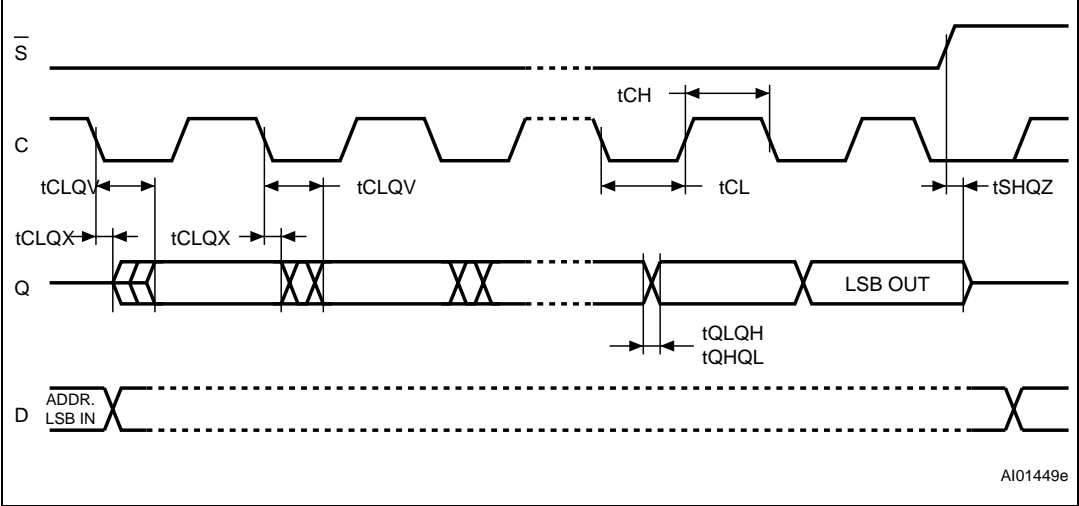 S
tCH
C
tCLQV
tCLQV
tCL
tSHQZ
tCLQX
tCLQX
Q
LSB OUT
tQLQH
tQHQL
D
ADDR.
LSB IN
AI01449e